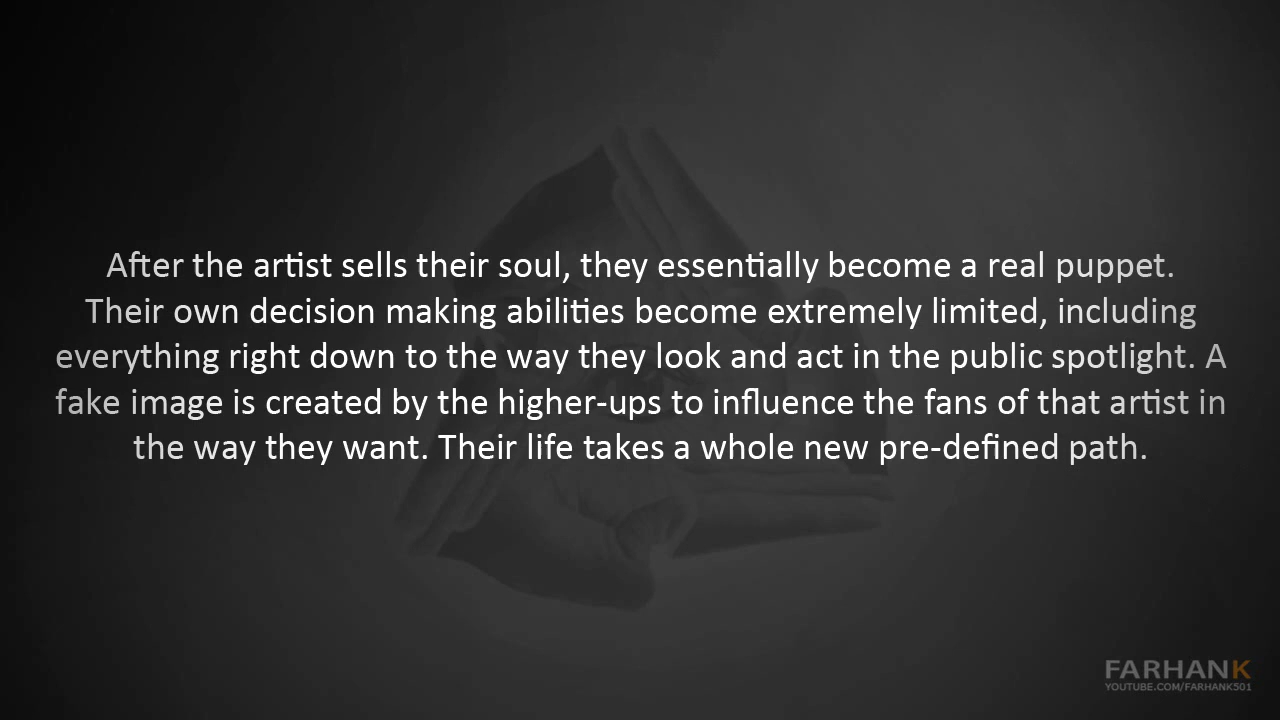 After the artist sells their soul, they essentially become a real puppet.
Their own decision making abilities become extremely limited, including
everything right down to the way they look and act in the public spotlight. A
fake image is created by the higher-ups to influence the fans of that artist in
the way they want. Their life takes a whole new pre-defined path.
FARHANK
YOUTUBE.COM/FARHANK501